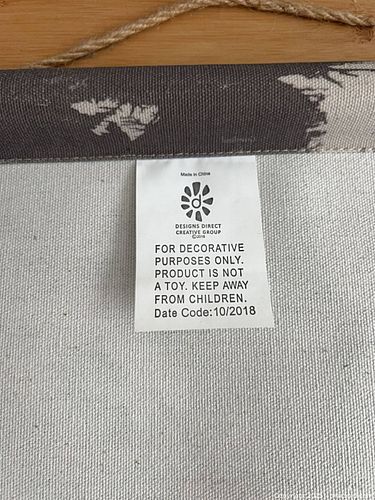 Made in China
d
DESIGNS DIRECT
CREATIVE GROUP
©2018
FOR DECORATIVE
PURPOSES ONLY.
PRODUCT IS NOT
A TOY. KEEP AWAY
FROM CHILDREN.
Date Code:10/2018